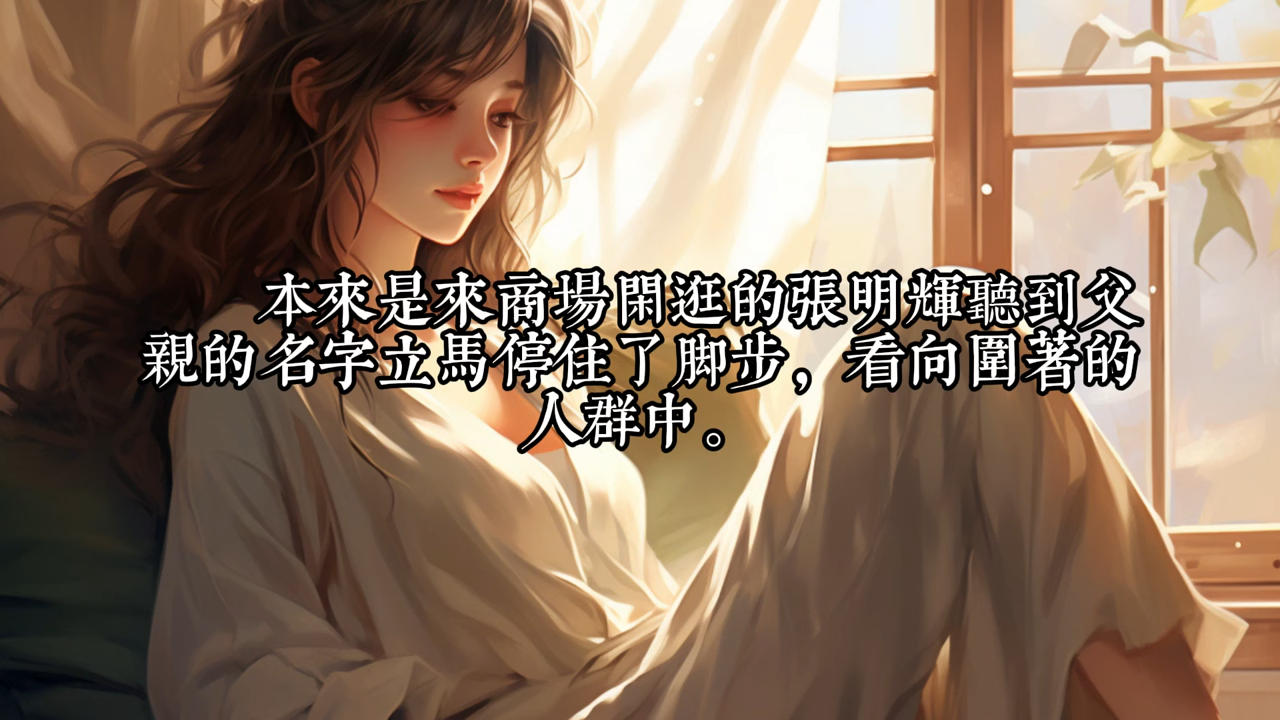 本來是來商場閑逛的張明輝聽到父
親的名字立馬停住了脚步，看向圍著的
人群中。